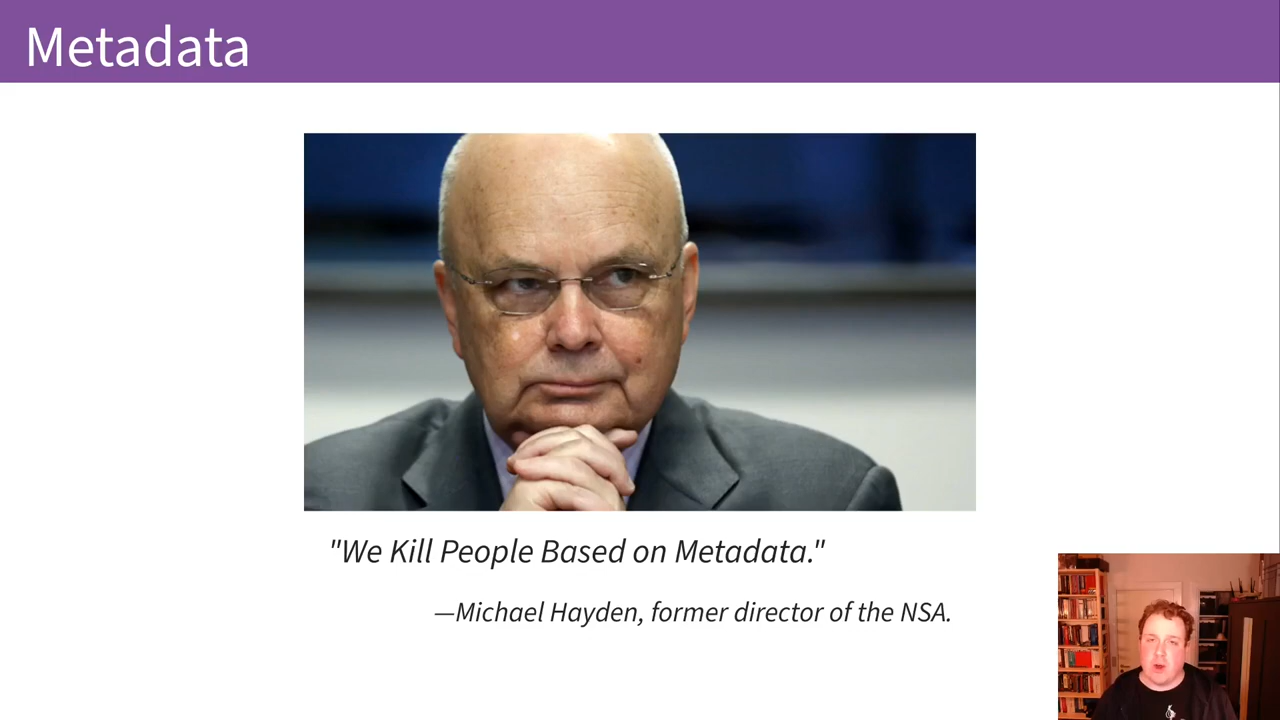 Metadata
"We Kill People Based on Metadata."
—Michael Hayden, former director of the NSA.